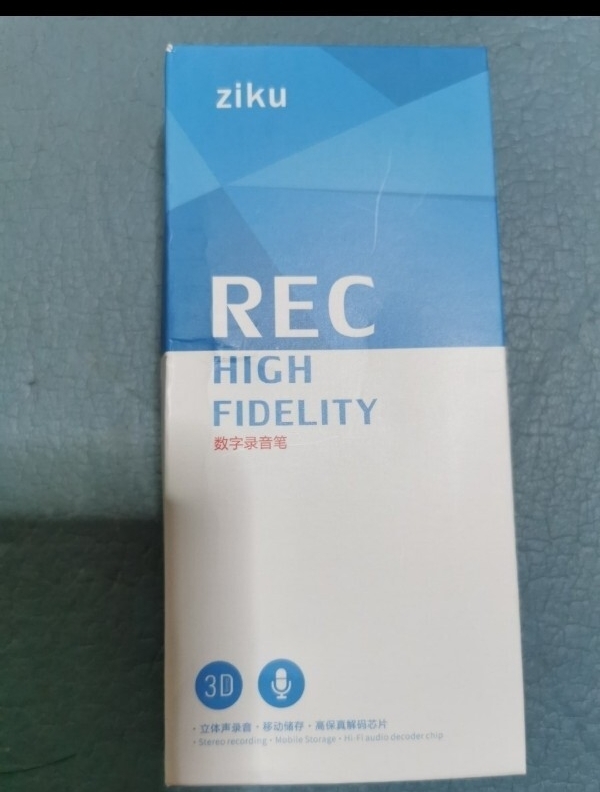 ziku
REC
HIGH
FIDELITY
数字录音笔
3D
· 立体声录音 · 移动储存 · 高保真解码芯片
· Stereo recording · Mobile Storage · Hi-Fi audio decoder chip